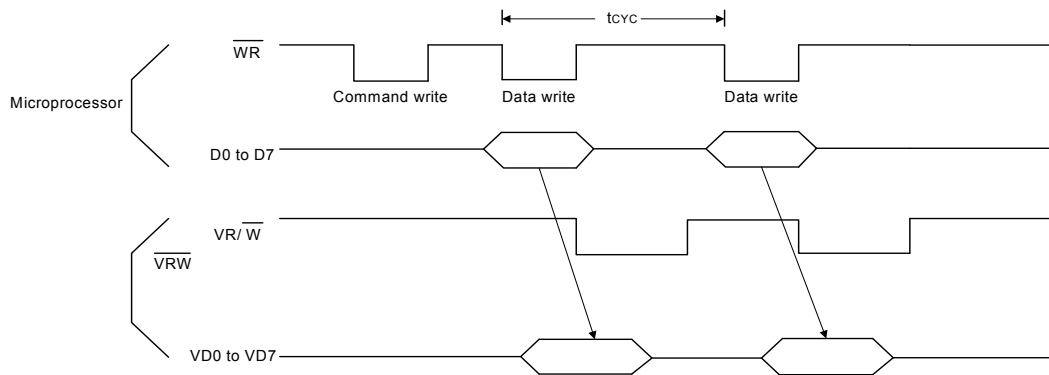 tCYC
WR
Command write
Data write
Data write
Microprocessor
D0 to D7
VR/ W
VRW
VD0 to VD7